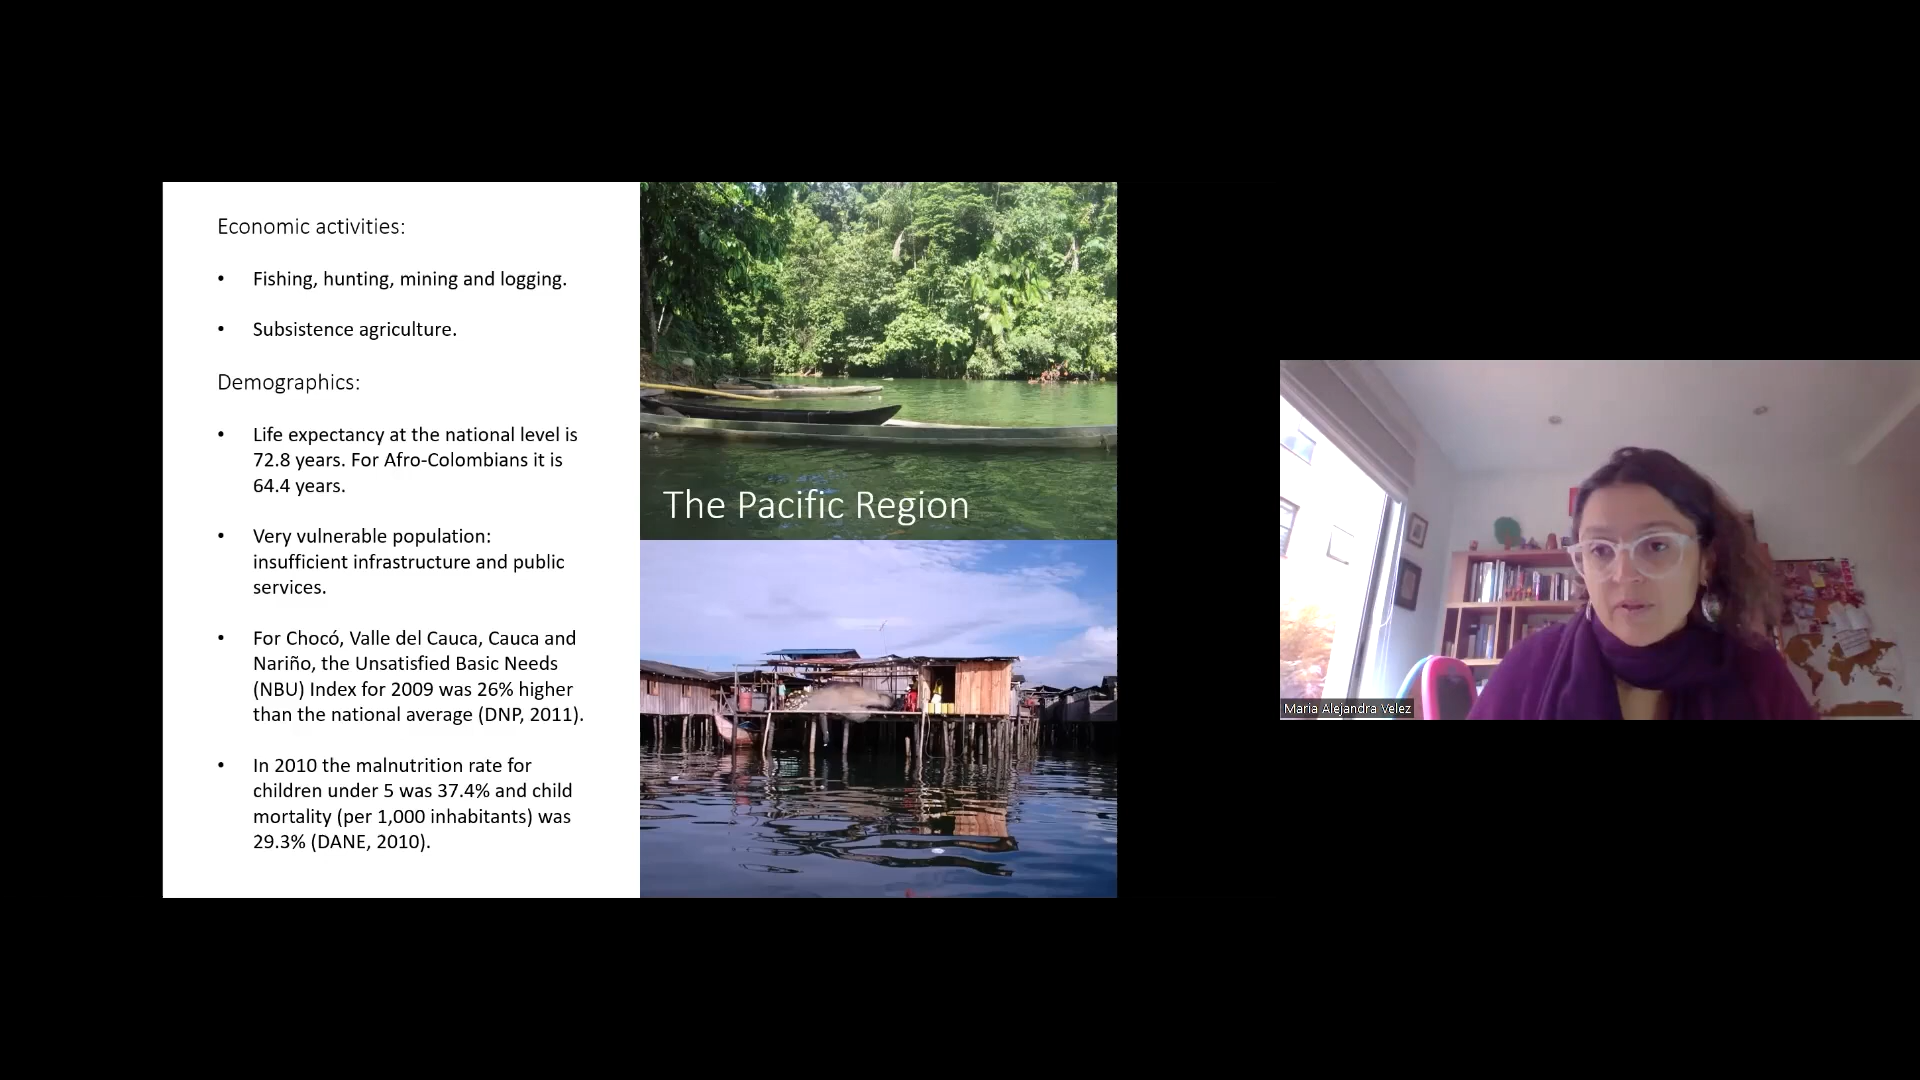 Economic activities:
• Fishing, hunting, mining and logging.
• Subsistence agriculture.
Demographics:
• Life expectancy at the national level is
72.8 years. For Afro-Colombians it is
64.4 years.
• Very vulnerable population:
insufficient infrastructure and public
services.
• For Chocó, Valle del Cauca, Cauca and
Nariño, the Unsatisfied Basic Needs
(NBU) Index for 2009 was 26% higher
than the national average (DNP, 2011).
• In 2010 the malnutrition rate for
children under 5 was 37.4% and child
mortality (per 1,000 inhabitants) was
29.3% (DANE, 2010).
The Pacific Region
Maria Alejandra Velez